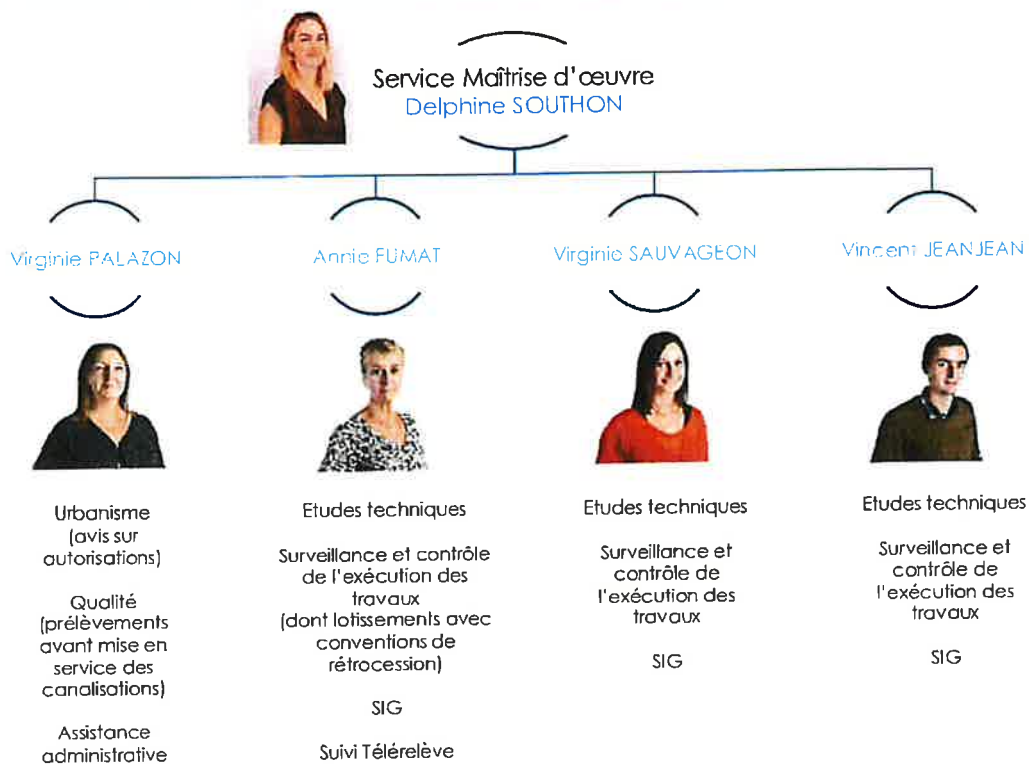 Service Maîtrise d'œuvre
Delphine SOUTHON
Virginie PALAZON
Annie FUMAT
Virginie SAUVAGEON
Vincent JEANJEAN
Urbanisme
(avis sur
autorisations)
Qualité
(prélèvements
avant mise en
service des
canalisations)
Assistance
administrative
Etudes techniques
Surveillance et contrôle
de l'exécution des
travaux
(dont lotissements avec
conventions de
rétrocession)
SIG
Suivi Télérelève
Etudes techniques
Surveillance et
contrôle de
l'exécution des
travaux
SIG
Etudes techniques
Surveillance et
contrôle de
l'exécution des
travaux
SIG